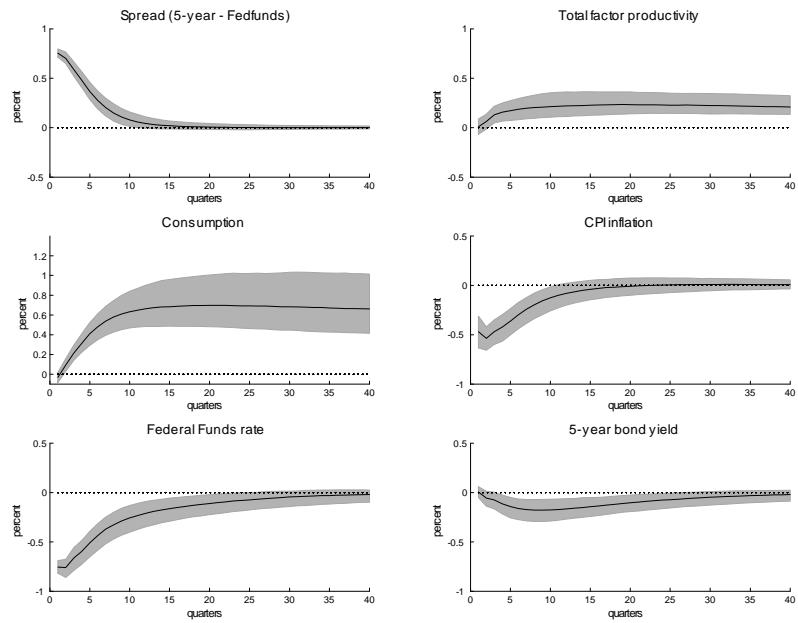 Spread (5-year - Fedfunds)
1
0.5
0
-0.5
percent
0 5 10 15 20 25 30 35 40
quarters
Total factor productivity
1
0.5
0
-0.5
percent
0 5 10 15 20 25 30 35 40
quarters
Consumption
1.2
1
0.8
0.6
0.4
0.2
0
percent
0 5 10 15 20 25 30 35 40
quarters
CPI inflation
0.5
0
-0.5
-1
percent
0 5 10 15 20 25 30 35 40
quarters
Federal Funds rate
0.5
0
-0.5
-1
percent
0 5 10 15 20 25 30 35 40
quarters
5-year bond yield
0.5
0
-0.5
-1
percent
0 5 10 15 20 25 30 35 40
quarters